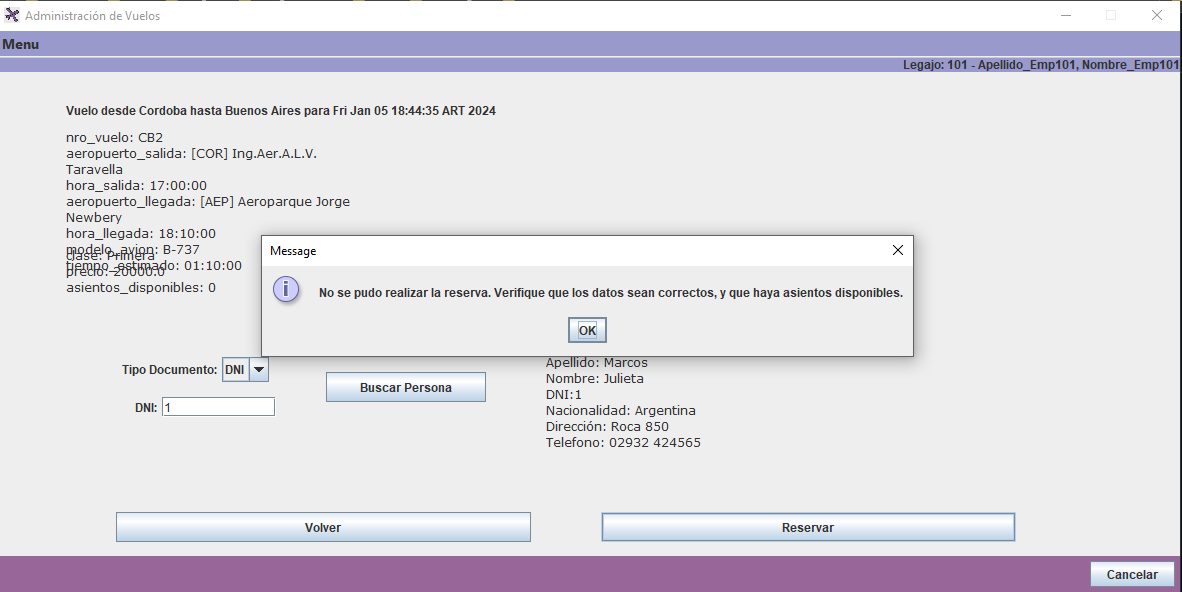 Administración de Vuelos
Menu
Legajo: 101 - Apellido_Emp101, Nombre_Emp101
Vuelo desde Cordoba hasta Buenos Aires para Fri Jan 05 18:44:35 ART 2024
nro_vuelo: CB2
aeropuerto_salida: [COR] Ing.Aer.A.L.V.
Taravella
hora_salida: 17:00:00
aeropuerto_llegada: [AEP] Aeroparque Jorge
Newbery
hora_llegada: 18:10:00
modelo_avion: B-737
clase: Primera
tiempo_estimado: 01:10:00
precio: 20000.0
asientos_disponibles: 0
Message
No se pudo realizar la reserva. Verifique que los datos sean correctos, y que haya asientos disponibles.
OK
Tipo Documento: DNI
DNI: 1
Buscar Persona
Apellido: Marcos
Nombre: Julieta
DNI:1
Nacionalidad: Argentina
Dirección: Roca 850
Telefono: 02932 424565
Volver
Reservar
Cancelar